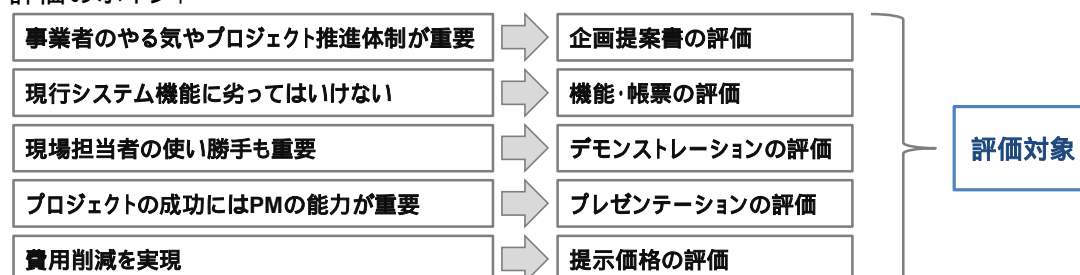 事業者のやる気やプロジェクト推進体制が重要
企画提案書の評価
現行システム機能に劣ってはいけない
機能・帳票の評価
現場担当者の使い勝手も重要
デモンストレーションの評価
評価対象
プロジェクトの成功にはPMの能力が重要
プレゼンテーションの評価
費用削減を実現
提示価格の評価